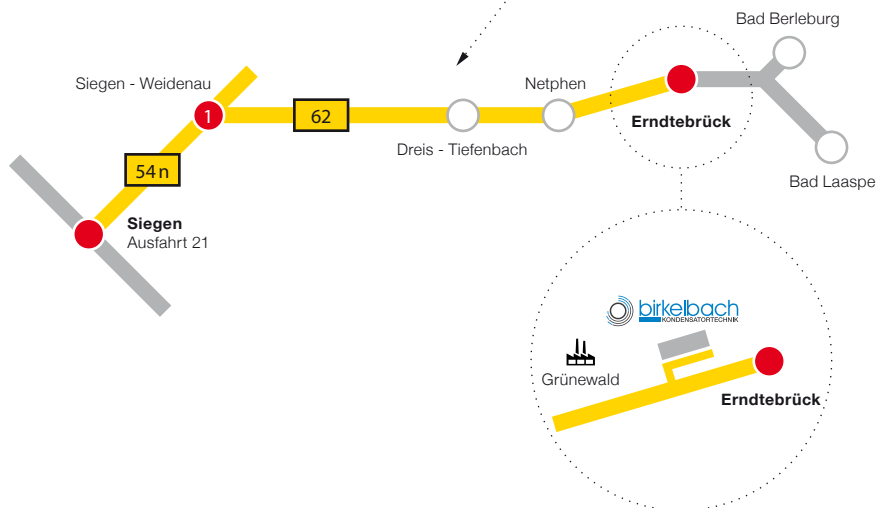 Bad Berleburg
Siegen - Weidenau
Netphen
1
62
Erndtebrück
Dreis - Tiefenbach
54n
Bad Laaspe
Siegen
Ausfahrt 21
birkelbach
KONDENSATORTECHNIK
Grünewald
Erndtebrück